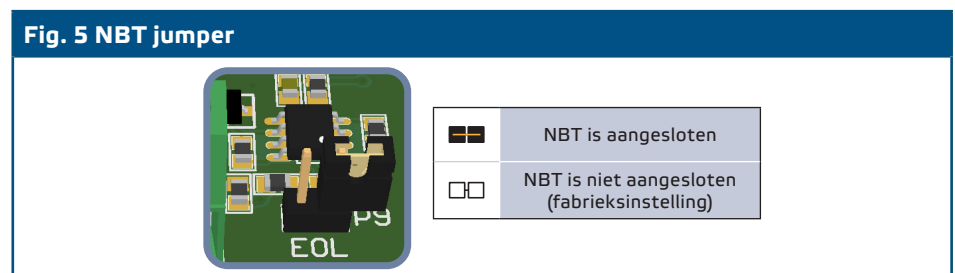 Fig. 5 NBT jumper
NBT is aangesloten
NBT is niet aangesloten
(fabrieksinstelling)
P9
EOL